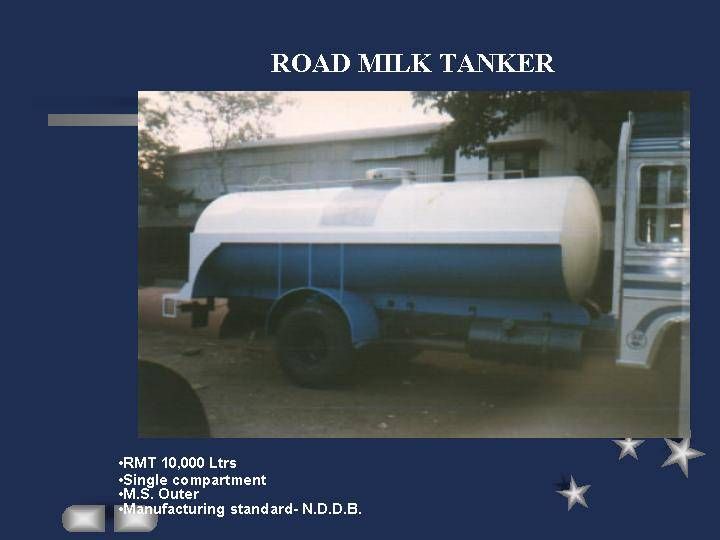 ROAD MILK TANKER
•RMT 10,000 Ltrs
•Single compartment
•M.S. Outer
•Manufacturing standard- N.D.D.B.